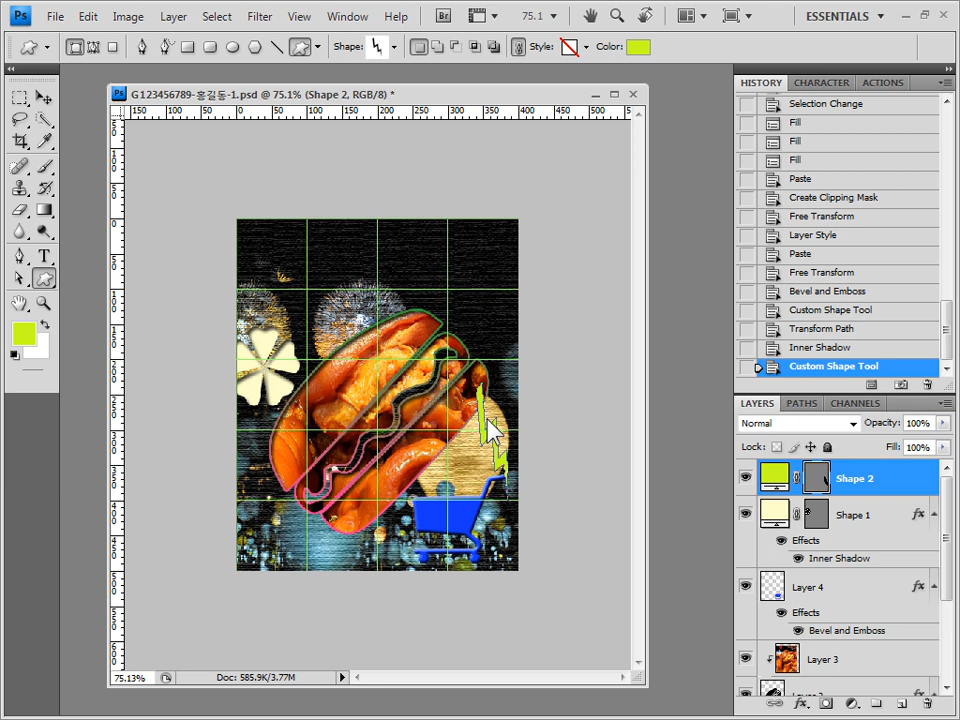 Ps File Edit Image Layer Select Filter View Window Help Br 75.1 ESSENTIALS
Shape: Style: Color:
G123456789-홍길동-1.psd @ 75.1% (Shape 2, RGB/8) *
150 100 50 0 50 100 150 200 250 300 350 400 450 500
HISTORY CHARACTER ACTIONS
Selection Change
Fill
Fill
Fill
Paste
Create Clipping Mask
Free Transform
Layer Style
Paste
Free Transform
Bevel and Emboss
Custom Shape Tool
Transform Path
Inner Shadow
Custom Shape Tool
LAYERS PATHS CHANNELS
Normal Opacity: 100%
Lock: Fill: 100%
Shape 2
Shape 1 fx
Effects
Inner Shadow
Layer 4 fx
Effects
Bevel and Emboss
Layer 3
75.13% Doc: 585.9K/3.77M